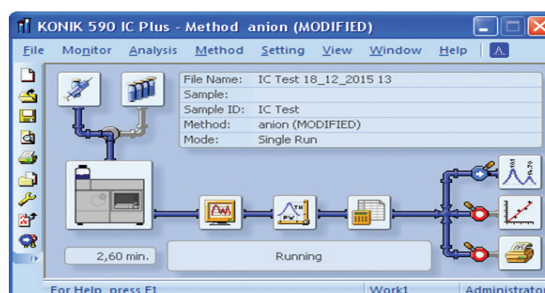 KONIK 590 IC Plus - Method anion (MODIFIED)
File Monitor Analysis Method Setting View Window Help
File Name: IC Test 18_12_2015 13
Sample:
Sample ID: IC Test
Method: anion (MODIFIED)
Mode: Single Run
2,60 min. Running
For Help, press F1 Work1 Administrator